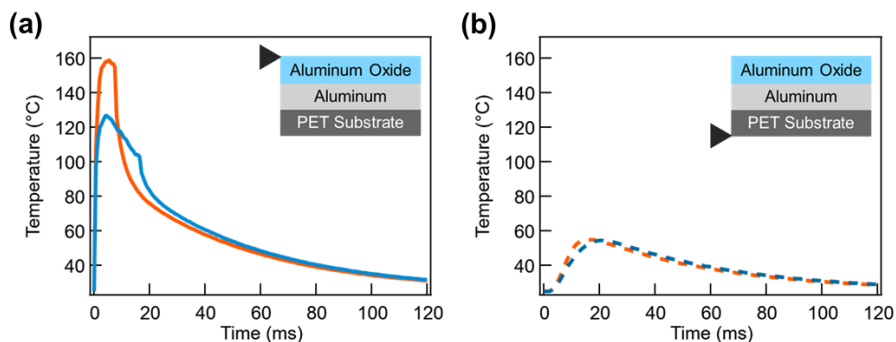 (a)
160
140
120
100
80
60
40
Temperature (°C)
0 20 40 60 80 100 120
Time (ms)
Aluminum Oxide
Aluminum
PET Substrate
(b)
160
140
120
100
80
60
40
Temperature (°C)
0 20 40 60 80 100 120
Time (ms)
Aluminum Oxide
Aluminum
PET Substrate